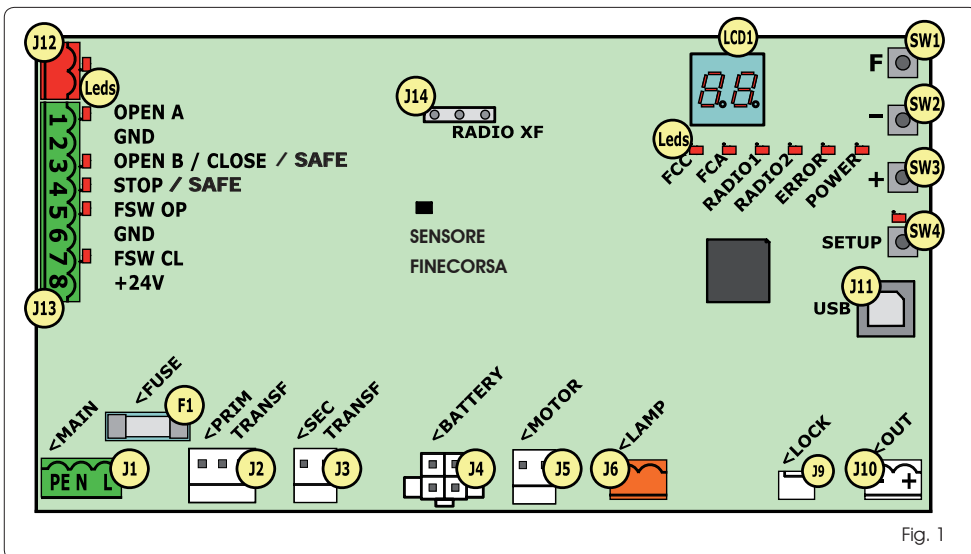 J12
LCD1
SW1
Leds
F
J14
RADIO XF
SW2
-
1 OPEN A
2 GND
3 OPEN B / CLOSE / SAFE
4 STOP / SAFE
5 FSW OP
6 GND
7 FSW CL
8 +24V
J13
88
Leds
FCC
FCA
RADIO1
RADIO2
ERROR
POWER
+
SW3
SENSORE
FINECORSA
SETUP
SW4
J11
USB
<MAIN
<FUSE
F1
<PRIM
TRANSF
<SEC
TRANSF
<BATTERY
<MOTOR
<LAMP
<LOCK
<OUT
PE N L
J1
J2
J3
J4
J5
J6
J9
J10
- +
Fig. 1